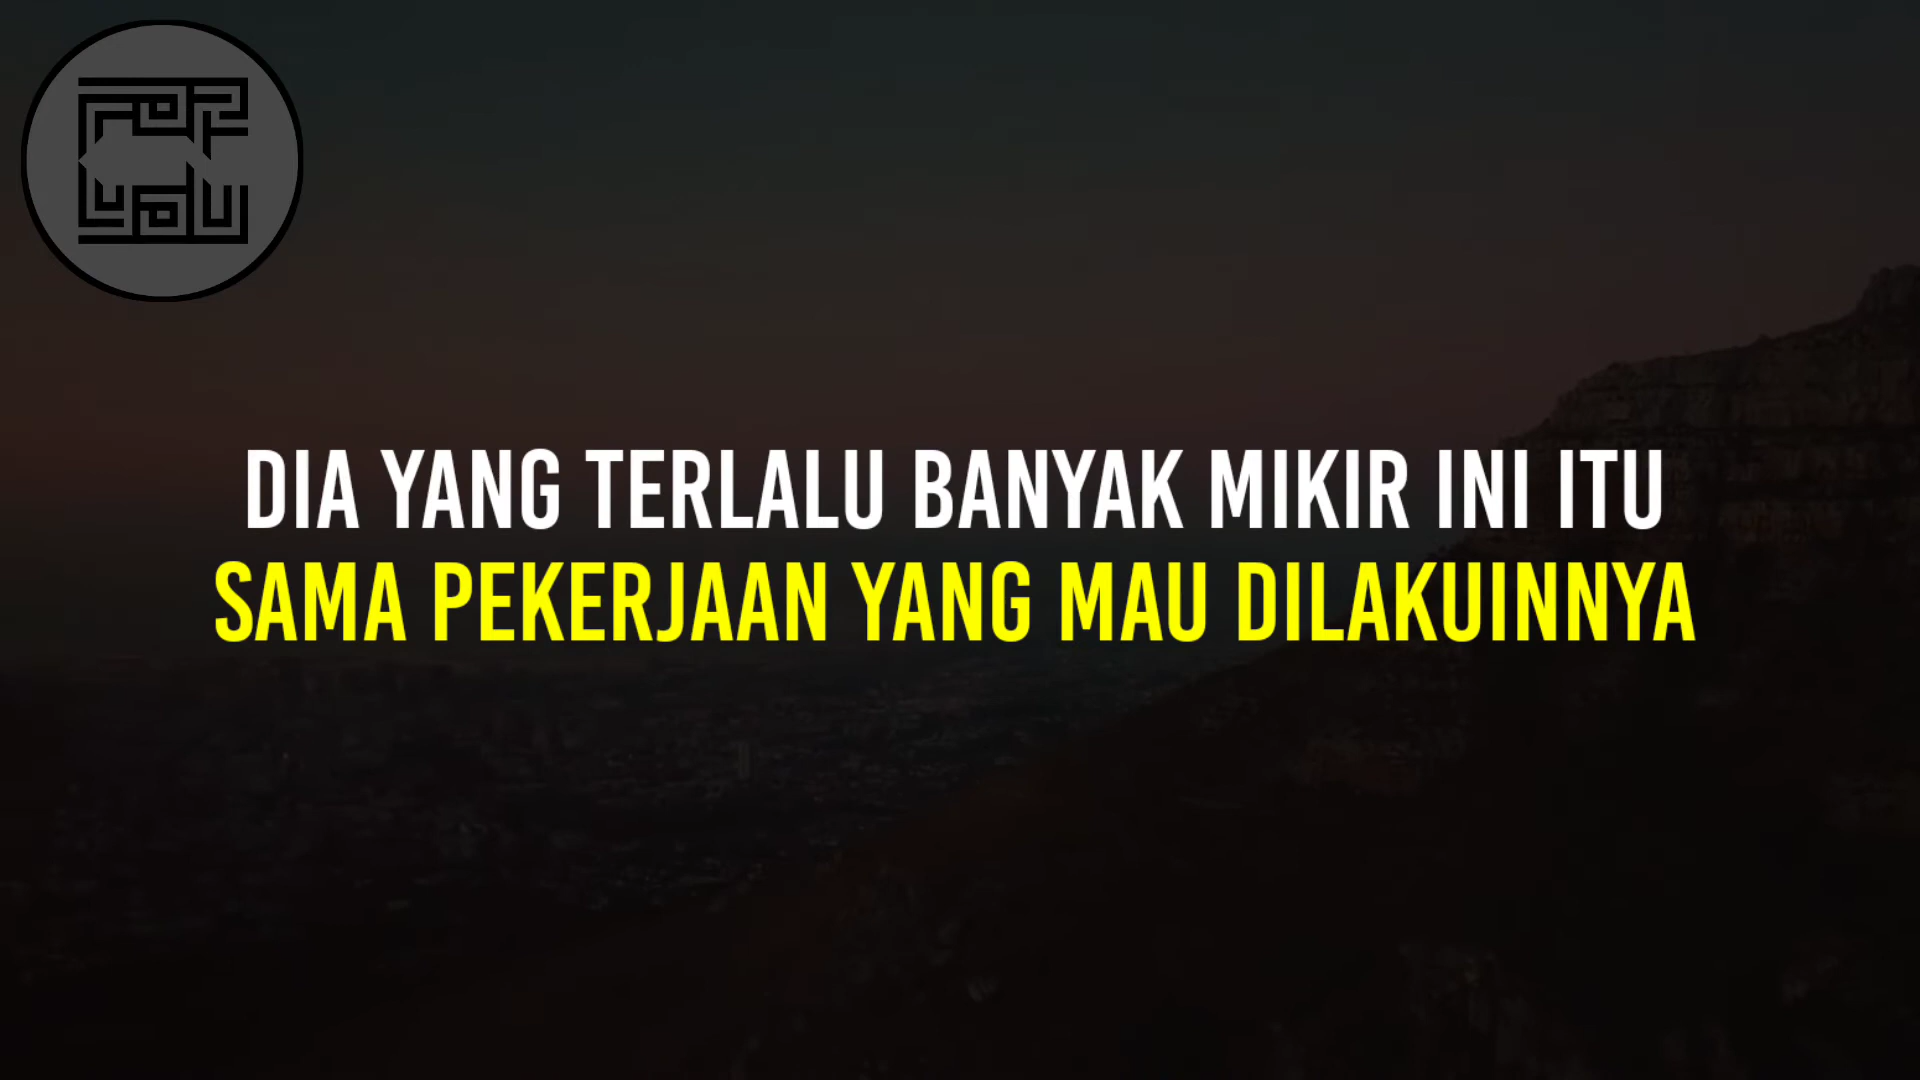 DIA YANG TERLALU BANYAK MIKIR INI ITU
SAMA PEKERJAAN YANG MAU DILAKUINNYA